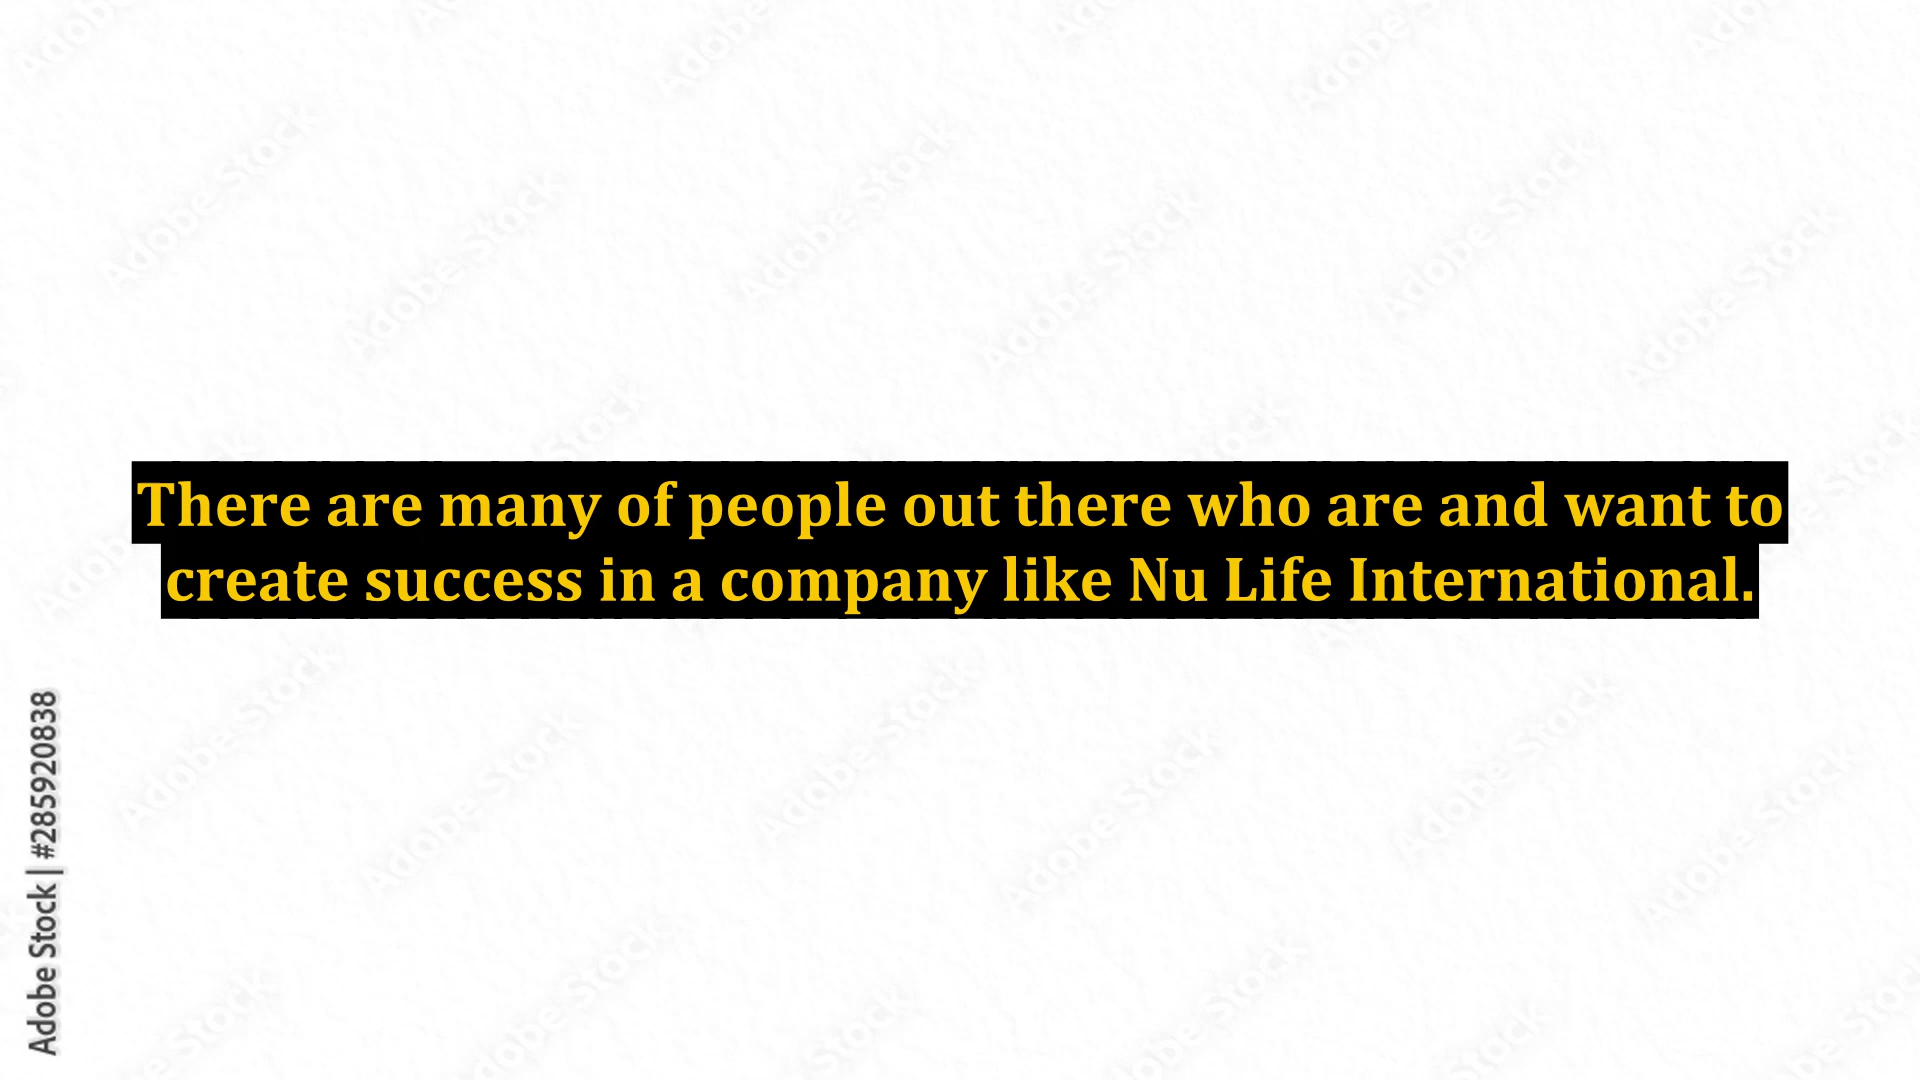 There are many of people out there who are and want to
create success in a company like Nu Life International.
Adobe Stock | #285920838